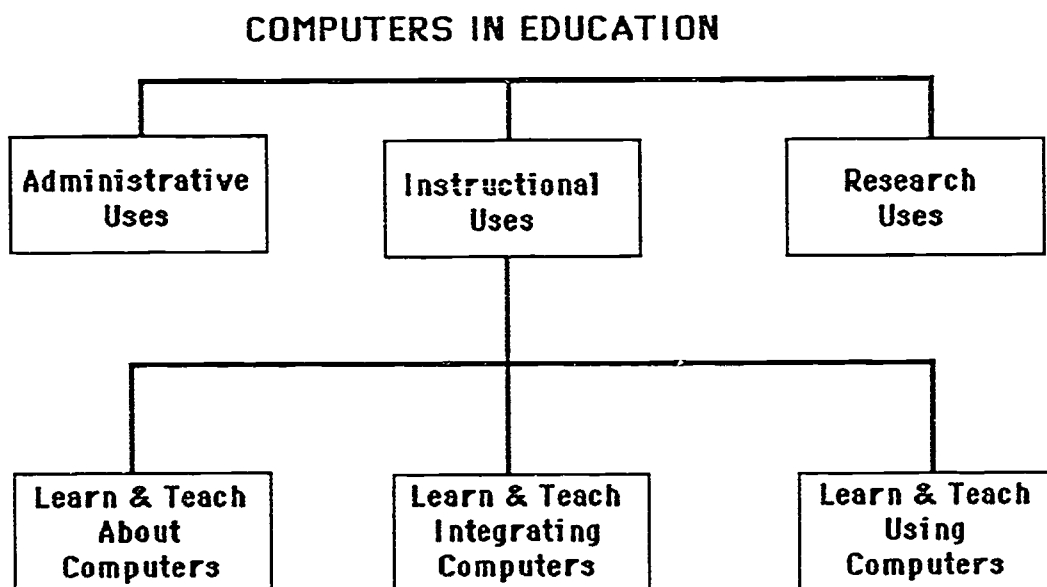 COMPUTERS IN EDUCATION
Administrative
Uses
Instructional
Uses
Research
Uses
Learn & Teach
About
Computers
Learn & Teach
Integrating
Computers
Learn & Teach
Using
Computers